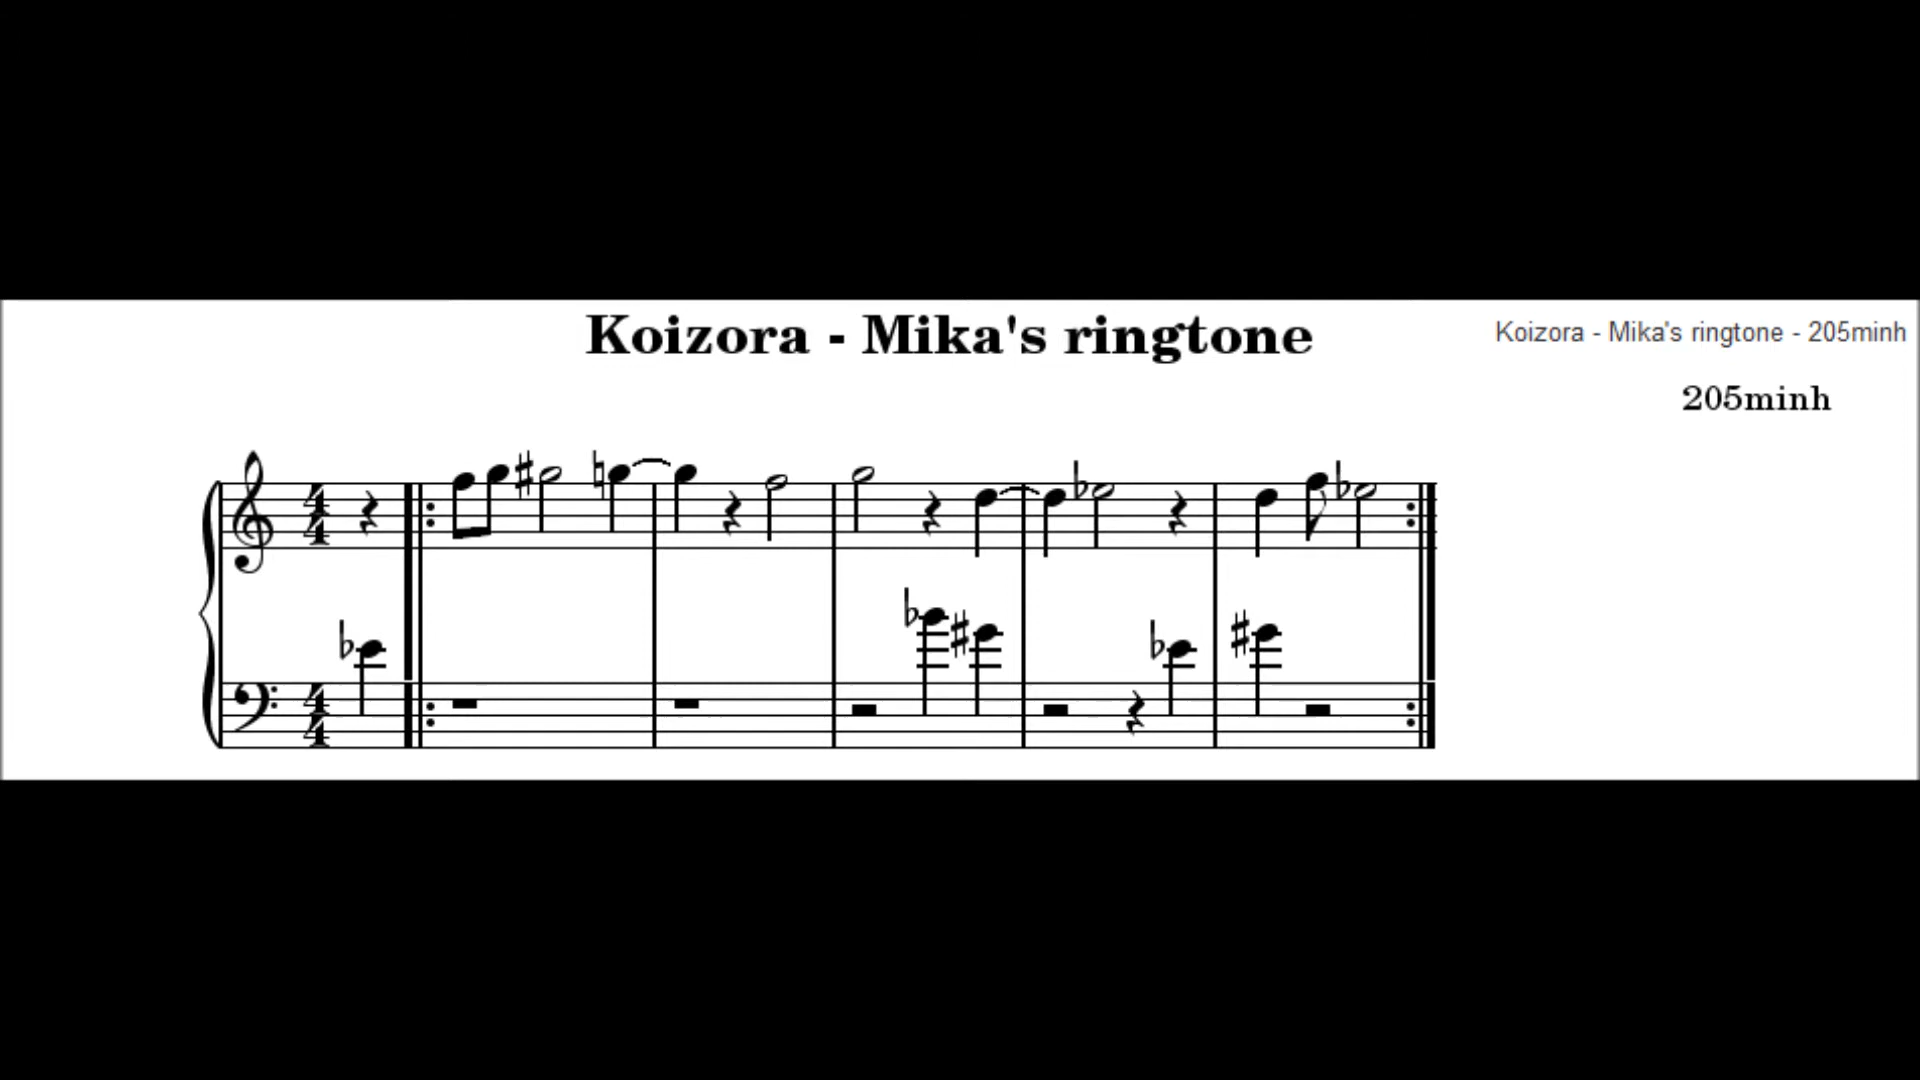 Koizora - Mika's ringtone
Koizora - Mika's ringtone - 205minh
205minh